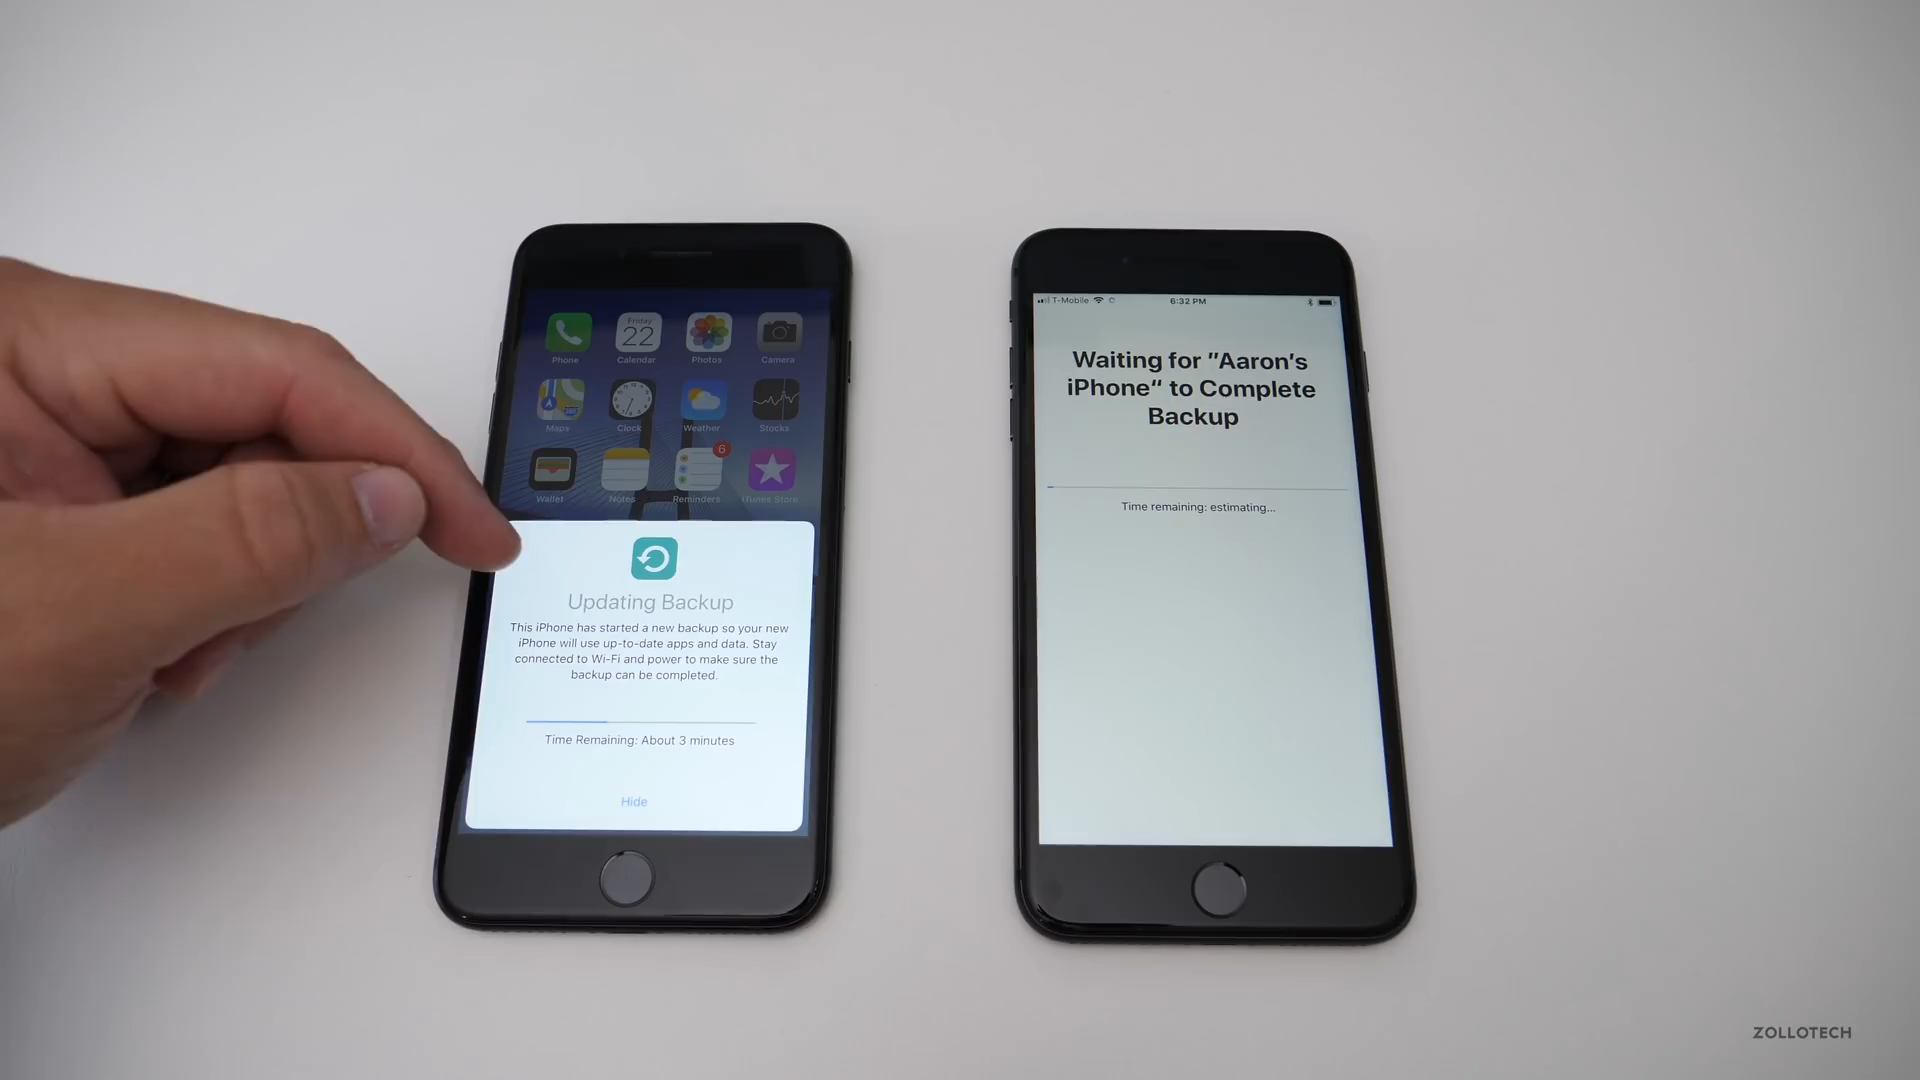 Phone
Friday
22
Calendar
Photos
Camera
Maps
Clock
Weather
Stocks
Wallet
Notes
6
Reminders
iTunes Store
Updating Backup
This iPhone has started a new backup so your new
iPhone will use up-to-date apps and data. Stay
connected to Wi-Fi and power to make sure the
backup can be completed.
Time Remaining: About 3 minutes
Hide
T-Mobile
6:32 PM
Waiting for "Aaron's
iPhone“ to Complete
Backup
Time remaining: estimating...
ZOLLOTECH